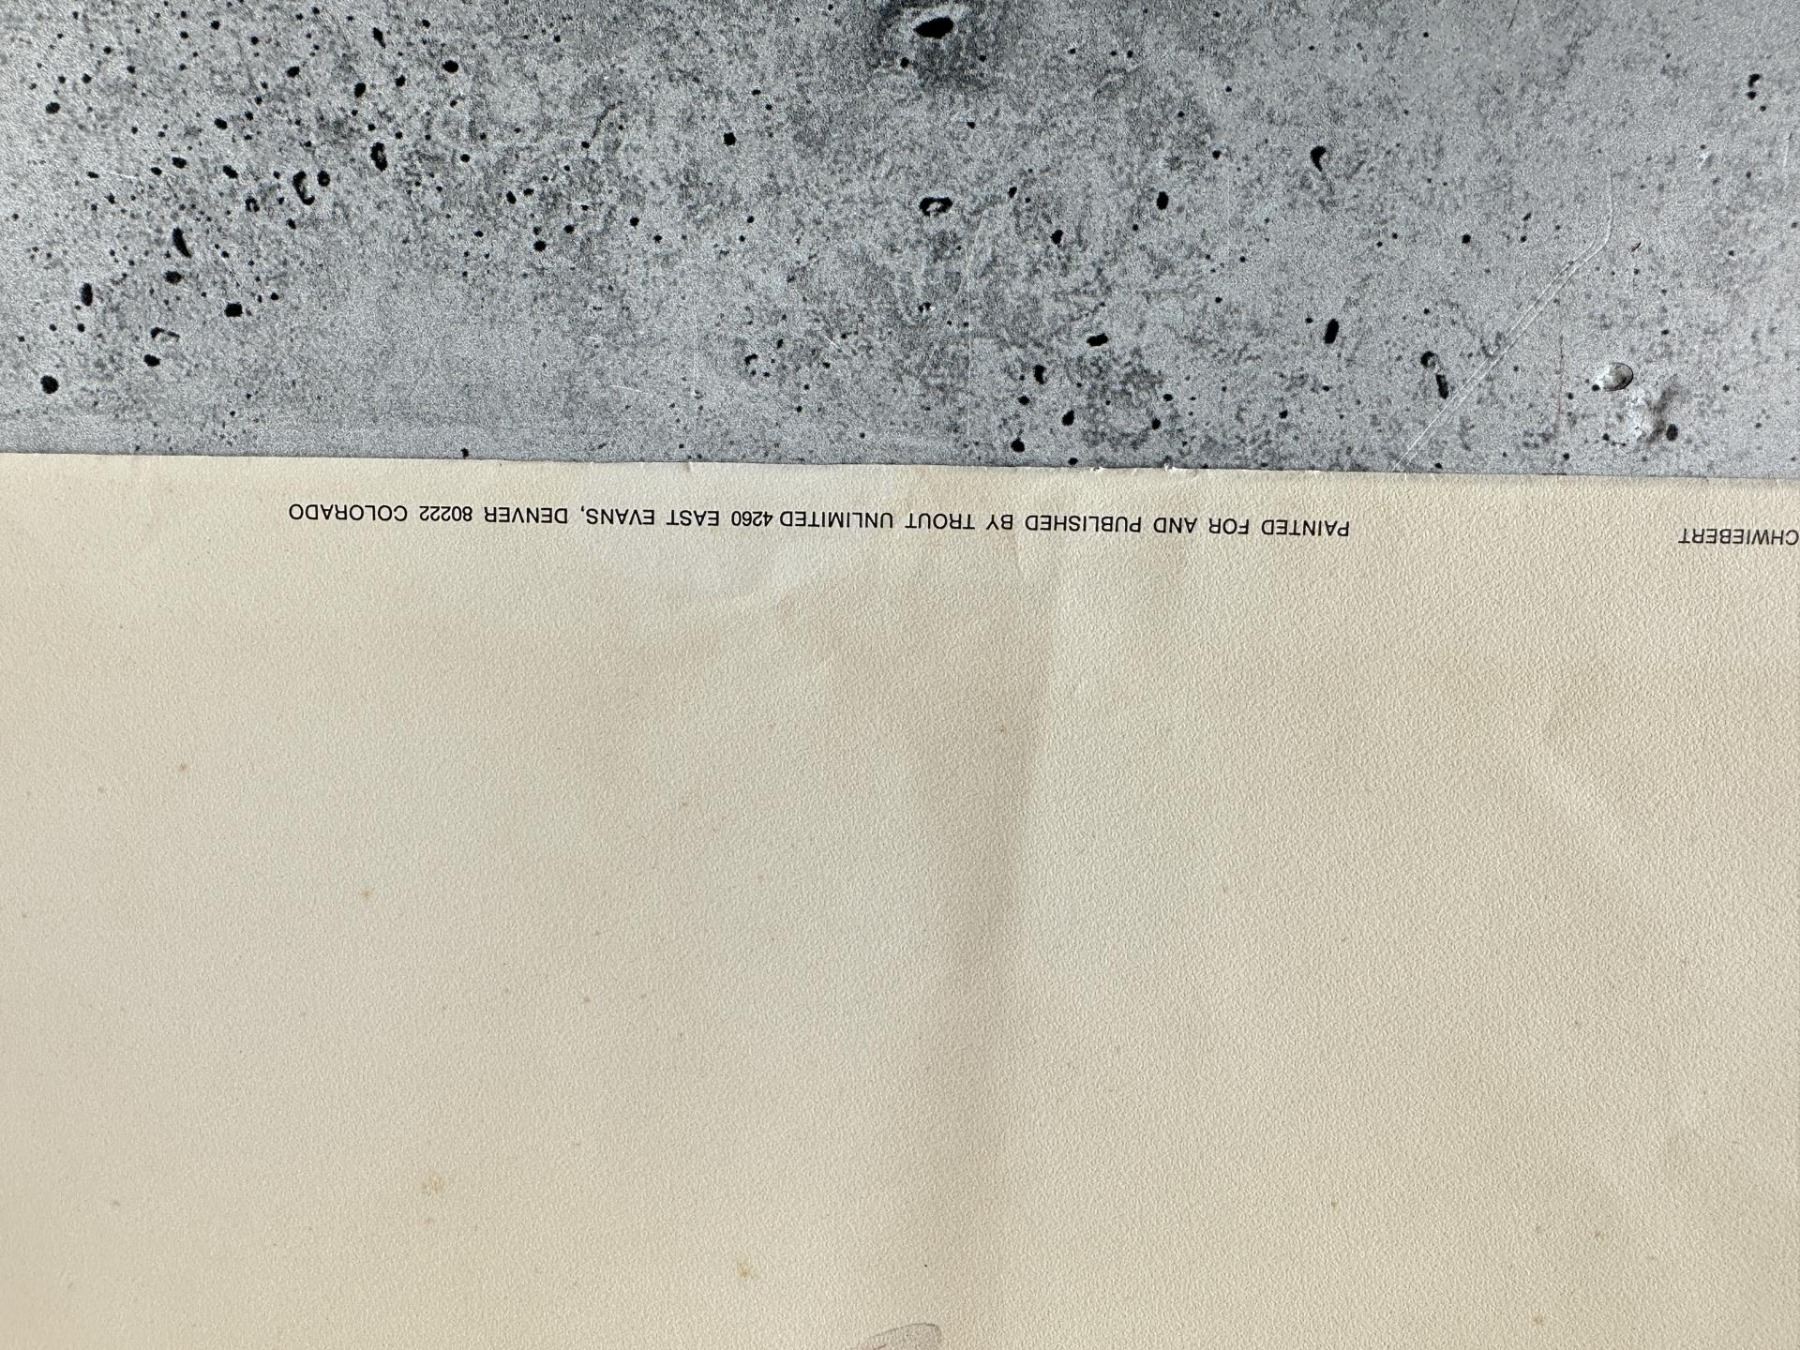 CHWIEBERT PAINTED FOR AND PUBLISHED BY TROUT UNLIMITED 4260 EAST EVANS, DENVER 80222 COLORADO